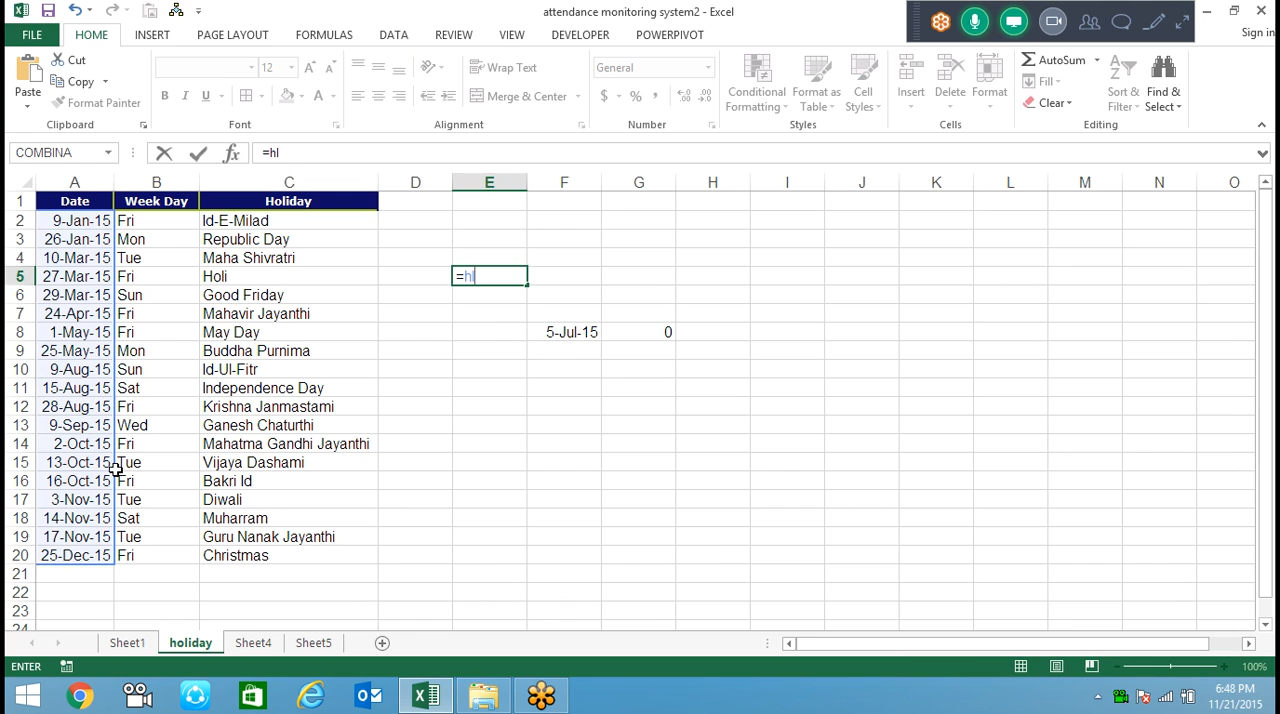 attendance monitoring system2 - Excel
FILE HOME INSERT PAGE LAYOUT FORMULAS DATA REVIEW VIEW DEVELOPER POWERPIVOT Sign in
Paste Cut Copy Format Painter
Clipboard
12
B I U A
Font
Wrap Text
Merge & Center
Alignment
General
$ % ,
Number
Conditional Formatting
Format as Table
Cell Styles
Styles
Insert Delete Format
Cells
AutoSum
Fill
Clear
Sort & Filter
Find & Select
Editing
COMBINA fx =hl
A B C D E F G H I J K L M N O
1 Date Week Day Holiday
2 9-Jan-15 Fri Id-E-Milad
3 26-Jan-15 Mon Republic Day
4 10-Mar-15 Tue Maha Shivratri
5 27-Mar-15 Fri Holi =hl
6 29-Mar-15 Sun Good Friday
7 24-Apr-15 Fri Mahavir Jayanthi
8 1-May-15 Fri May Day 5-Jul-15 0
9 25-May-15 Mon Buddha Purnima
10 9-Aug-15 Sun Id-Ul-Fitr
11 15-Aug-15 Sat Independence Day
12 28-Aug-15 Fri Krishna Janmastami
13 9-Sep-15 Wed Ganesh Chaturthi
14 2-Oct-15 Fri Mahatma Gandhi Jayanthi
15 13-Oct-15 Tue Vijaya Dashami
16 16-Oct-15 Fri Bakri Id
17 3-Nov-15 Tue Diwali
18 14-Nov-15 Sat Muharram
19 17-Nov-15 Tue Guru Nanak Jayanthi
20 25-Dec-15 Fri Christmas
21
22
23
24
Sheet1 holiday Sheet4 Sheet5
ENTER 100%
6:48 PM
11/21/2015